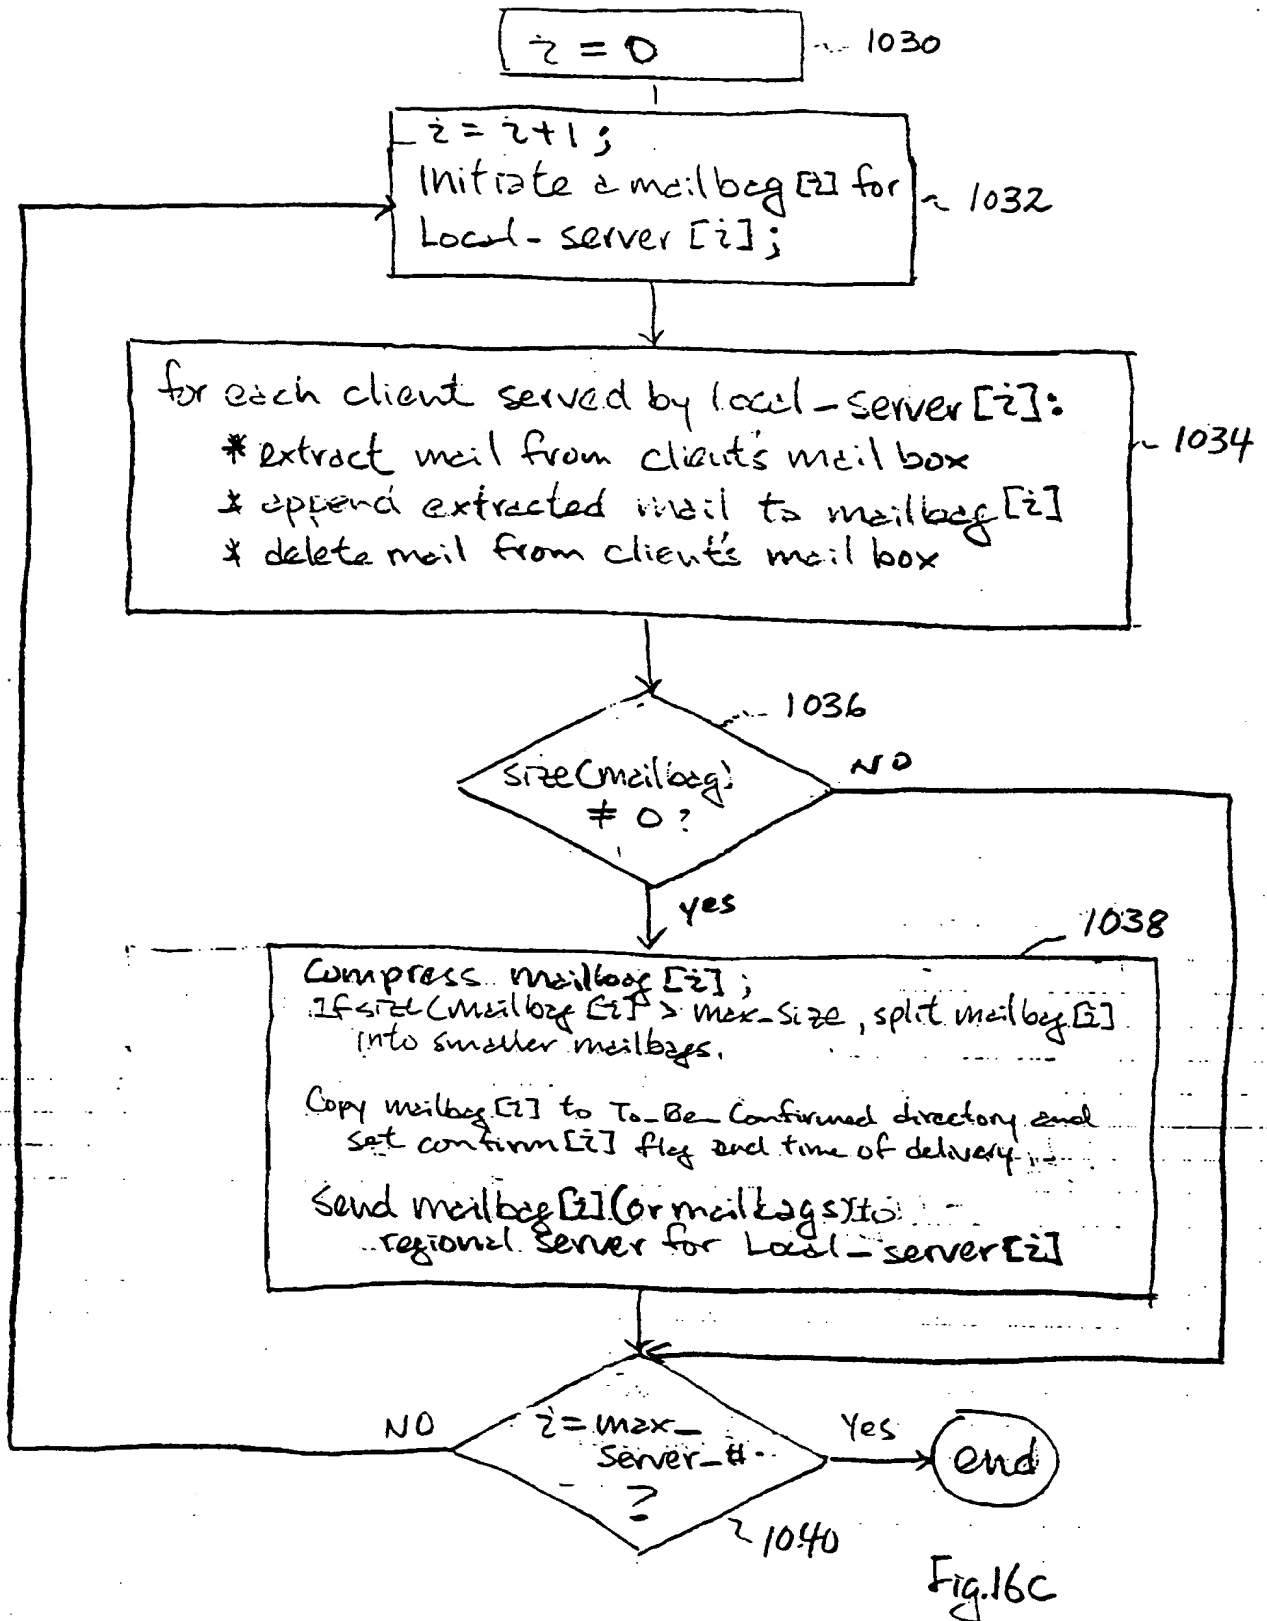 i = 0
1030
i = i+1 ;
Initiate a mailbag [i] for
Local-server [i];
1032
for each client served by local-server [i]:
* extract mail from client's mail box
* append extracted mail to mailbag [i]
* delete mail from client's mail box
1034
1036
size(mailbag)
≠ 0 ?
NO
yes
1038
Compress mailbag [i] ;
If size(mailbag [i]) > max_size, split mailbag [i]
into smaller mailbags.
Copy mailbag [i] to To_Be_Confirmed directory and
set confirm [i] flag and time of delivery.
Send mailbag [i] (or mailbags) to
regional server for Local-server [i]
NO
i = max_
server_#
?
Yes
end
1040
Fig.16C